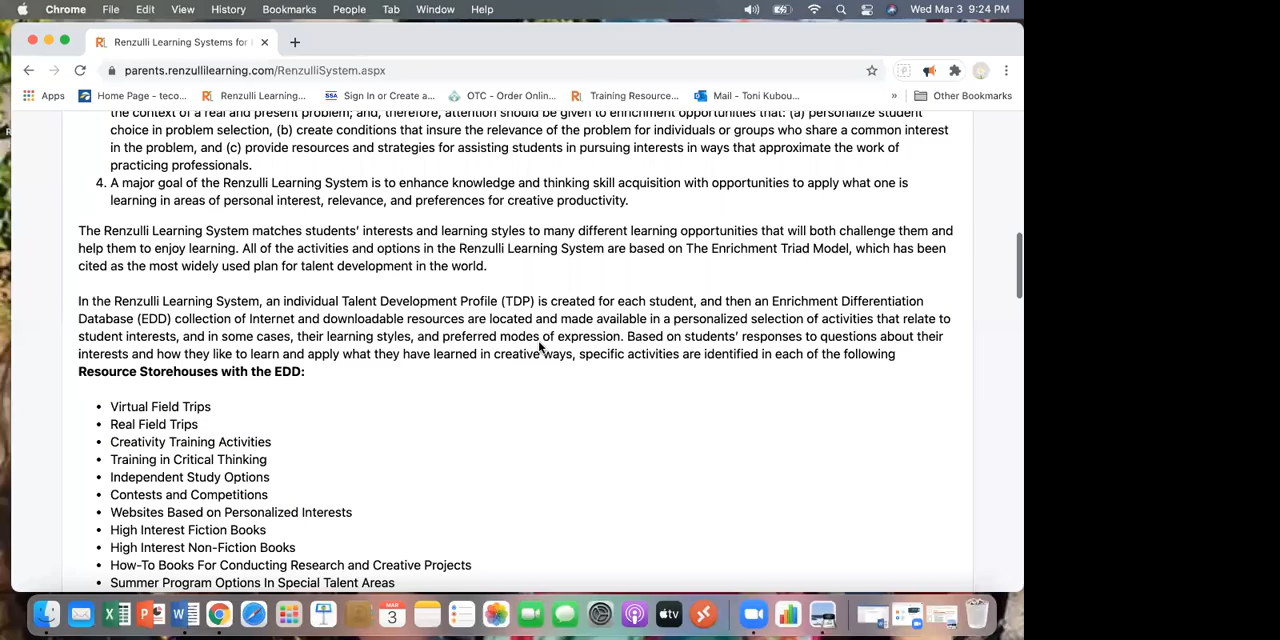 Chrome File Edit View History Bookmarks People Tab Window Help Wed Mar 3 9:24 PM
Renzulli Learning Systems for
parents.renzullilearning.com/RenzulliSystem.aspx
Apps Home Page - teco... Renzulli Learning... SSA Sign In or Create a... OTC - Order Onlin... Training Resource... Mail - Toni Kubou... » Other Bookmarks
the context of a real and present problem; and, therefore, attention should be given to enrichment opportunities that: (a) personalize student
choice in problem selection, (b) create conditions that insure the relevance of the problem for individuals or groups who share a common interest
in the problem, and (c) provide resources and strategies for assisting students in pursuing interests in ways that approximate the work of
practicing professionals.
4. A major goal of the Renzulli Learning System is to enhance knowledge and thinking skill acquisition with opportunities to apply what one is
learning in areas of personal interest, relevance, and preferences for creative productivity.
The Renzulli Learning System matches students' interests and learning styles to many different learning opportunities that will both challenge them and
help them to enjoy learning. All of the activities and options in the Renzulli Learning System are based on The Enrichment Triad Model, which has been
cited as the most widely used plan for talent development in the world.
In the Renzulli Learning System, an individual Talent Development Profile (TDP) is created for each student, and then an Enrichment Differentiation
Database (EDD) collection of Internet and downloadable resources are located and made available in a personalized selection of activities that relate to
student interests, and in some cases, their learning styles, and preferred modes of expression. Based on students' responses to questions about their
interests and how they like to learn and apply what they have learned in creative ways, specific activities are identified in each of the following
Resource Storehouses with the EDD:
• Virtual Field Trips
• Real Field Trips
• Creativity Training Activities
• Training in Critical Thinking
• Independent Study Options
• Contests and Competitions
• Websites Based on Personalized Interests
• High Interest Fiction Books
• High Interest Non-Fiction Books
• How-To Books For Conducting Research and Creative Projects
• Summer Program Options In Special Talent Areas
MAR
3
tv